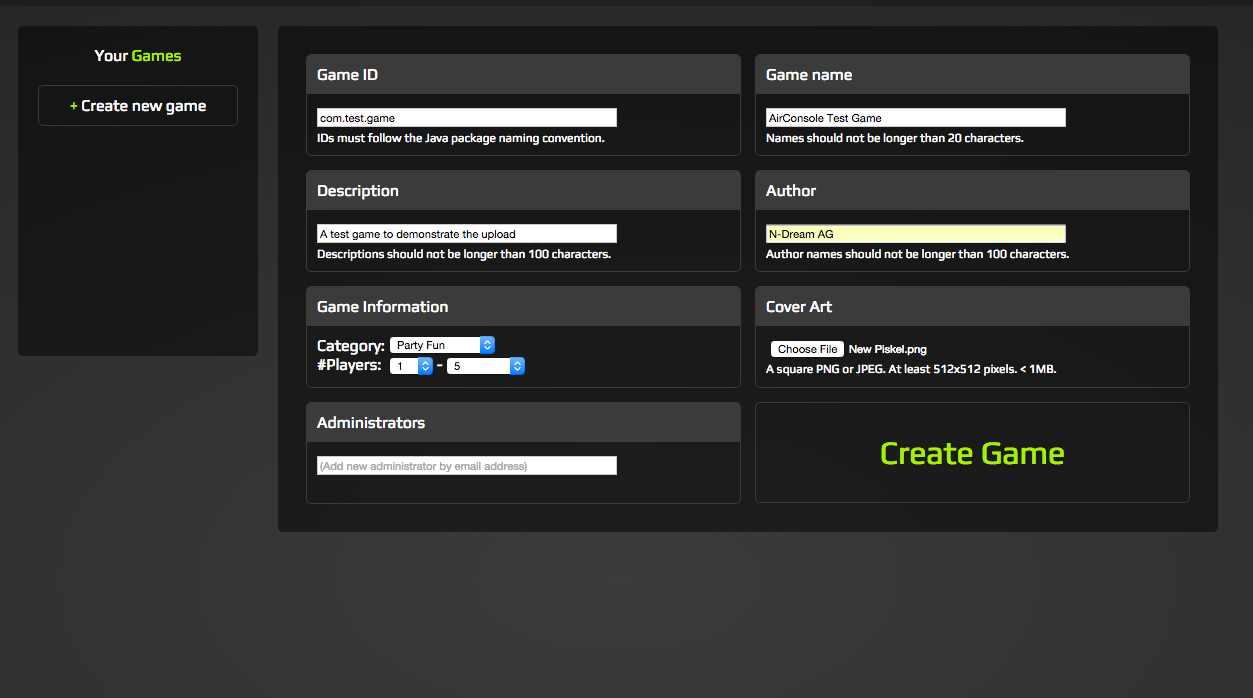 Your Games
+ Create new game
Game ID
com.test.game
IDs must follow the Java package naming convention.
Game name
AirConsole Test Game
Names should not be longer than 20 characters.
Description
A test game to demonstrate the upload
Descriptions should not be longer than 100 characters.
Author
N-Dream AG
Author names should not be longer than 100 characters.
Game Information
Category: Party Fun
#Players: 1 - 5
Cover Art
Choose File New Piskel.png
A square PNG or JPEG. At least 512x512 pixels. < 1MB.
Administrators
(Add new administrator by email address)
Create Game